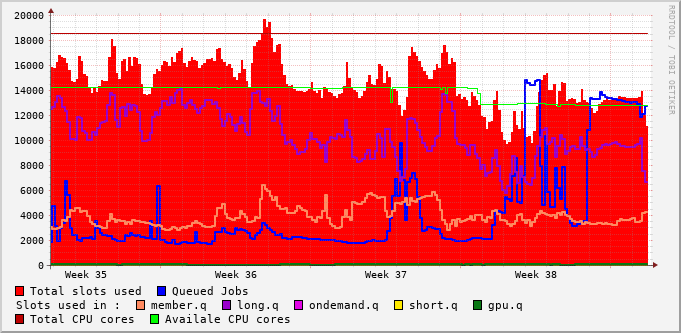 20000
18000
16000
14000
12000
10000
8000
6000
4000
2000
0
Week 35 Week 36 Week 37 Week 38
Total slots used Queued Jobs
Slots used in : member.q long.q ondemand.q short.q gpu.q
Total CPU cores Availale CPU cores
RRDTOOL / TOBI OETIKER